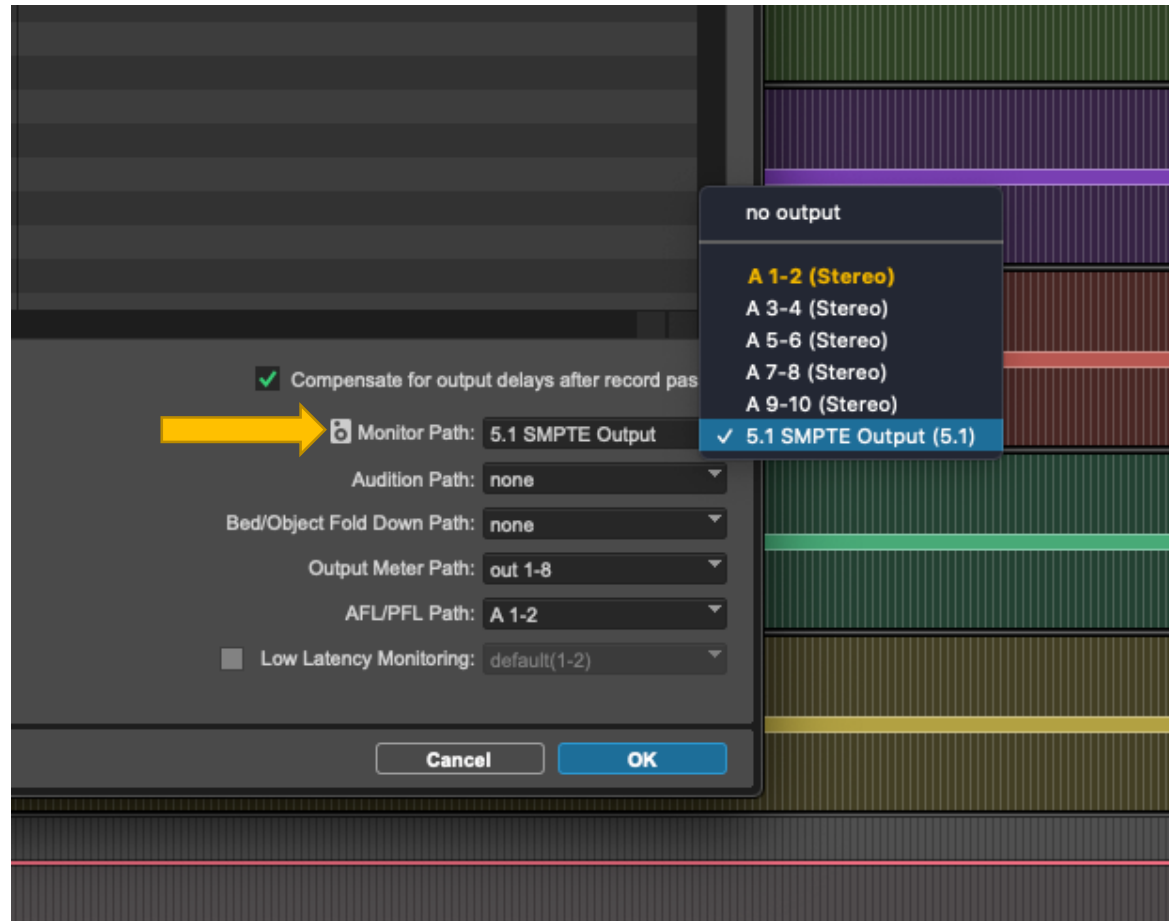 no output
A 1-2 (Stereo)
A 3-4 (Stereo)
A 5-6 (Stereo)
A 7-8 (Stereo)
A 9-10 (Stereo)
✓ 5.1 SMPTE Output (5.1)
Compensate for output delays after record pas
Monitor Path: 5.1 SMPTE Output
Audition Path: none
Bed/Object Fold Down Path: none
Output Meter Path: out 1-8
AFL/PFL Path: A 1-2
Low Latency Monitoring: default(1-2)
Cancel OK